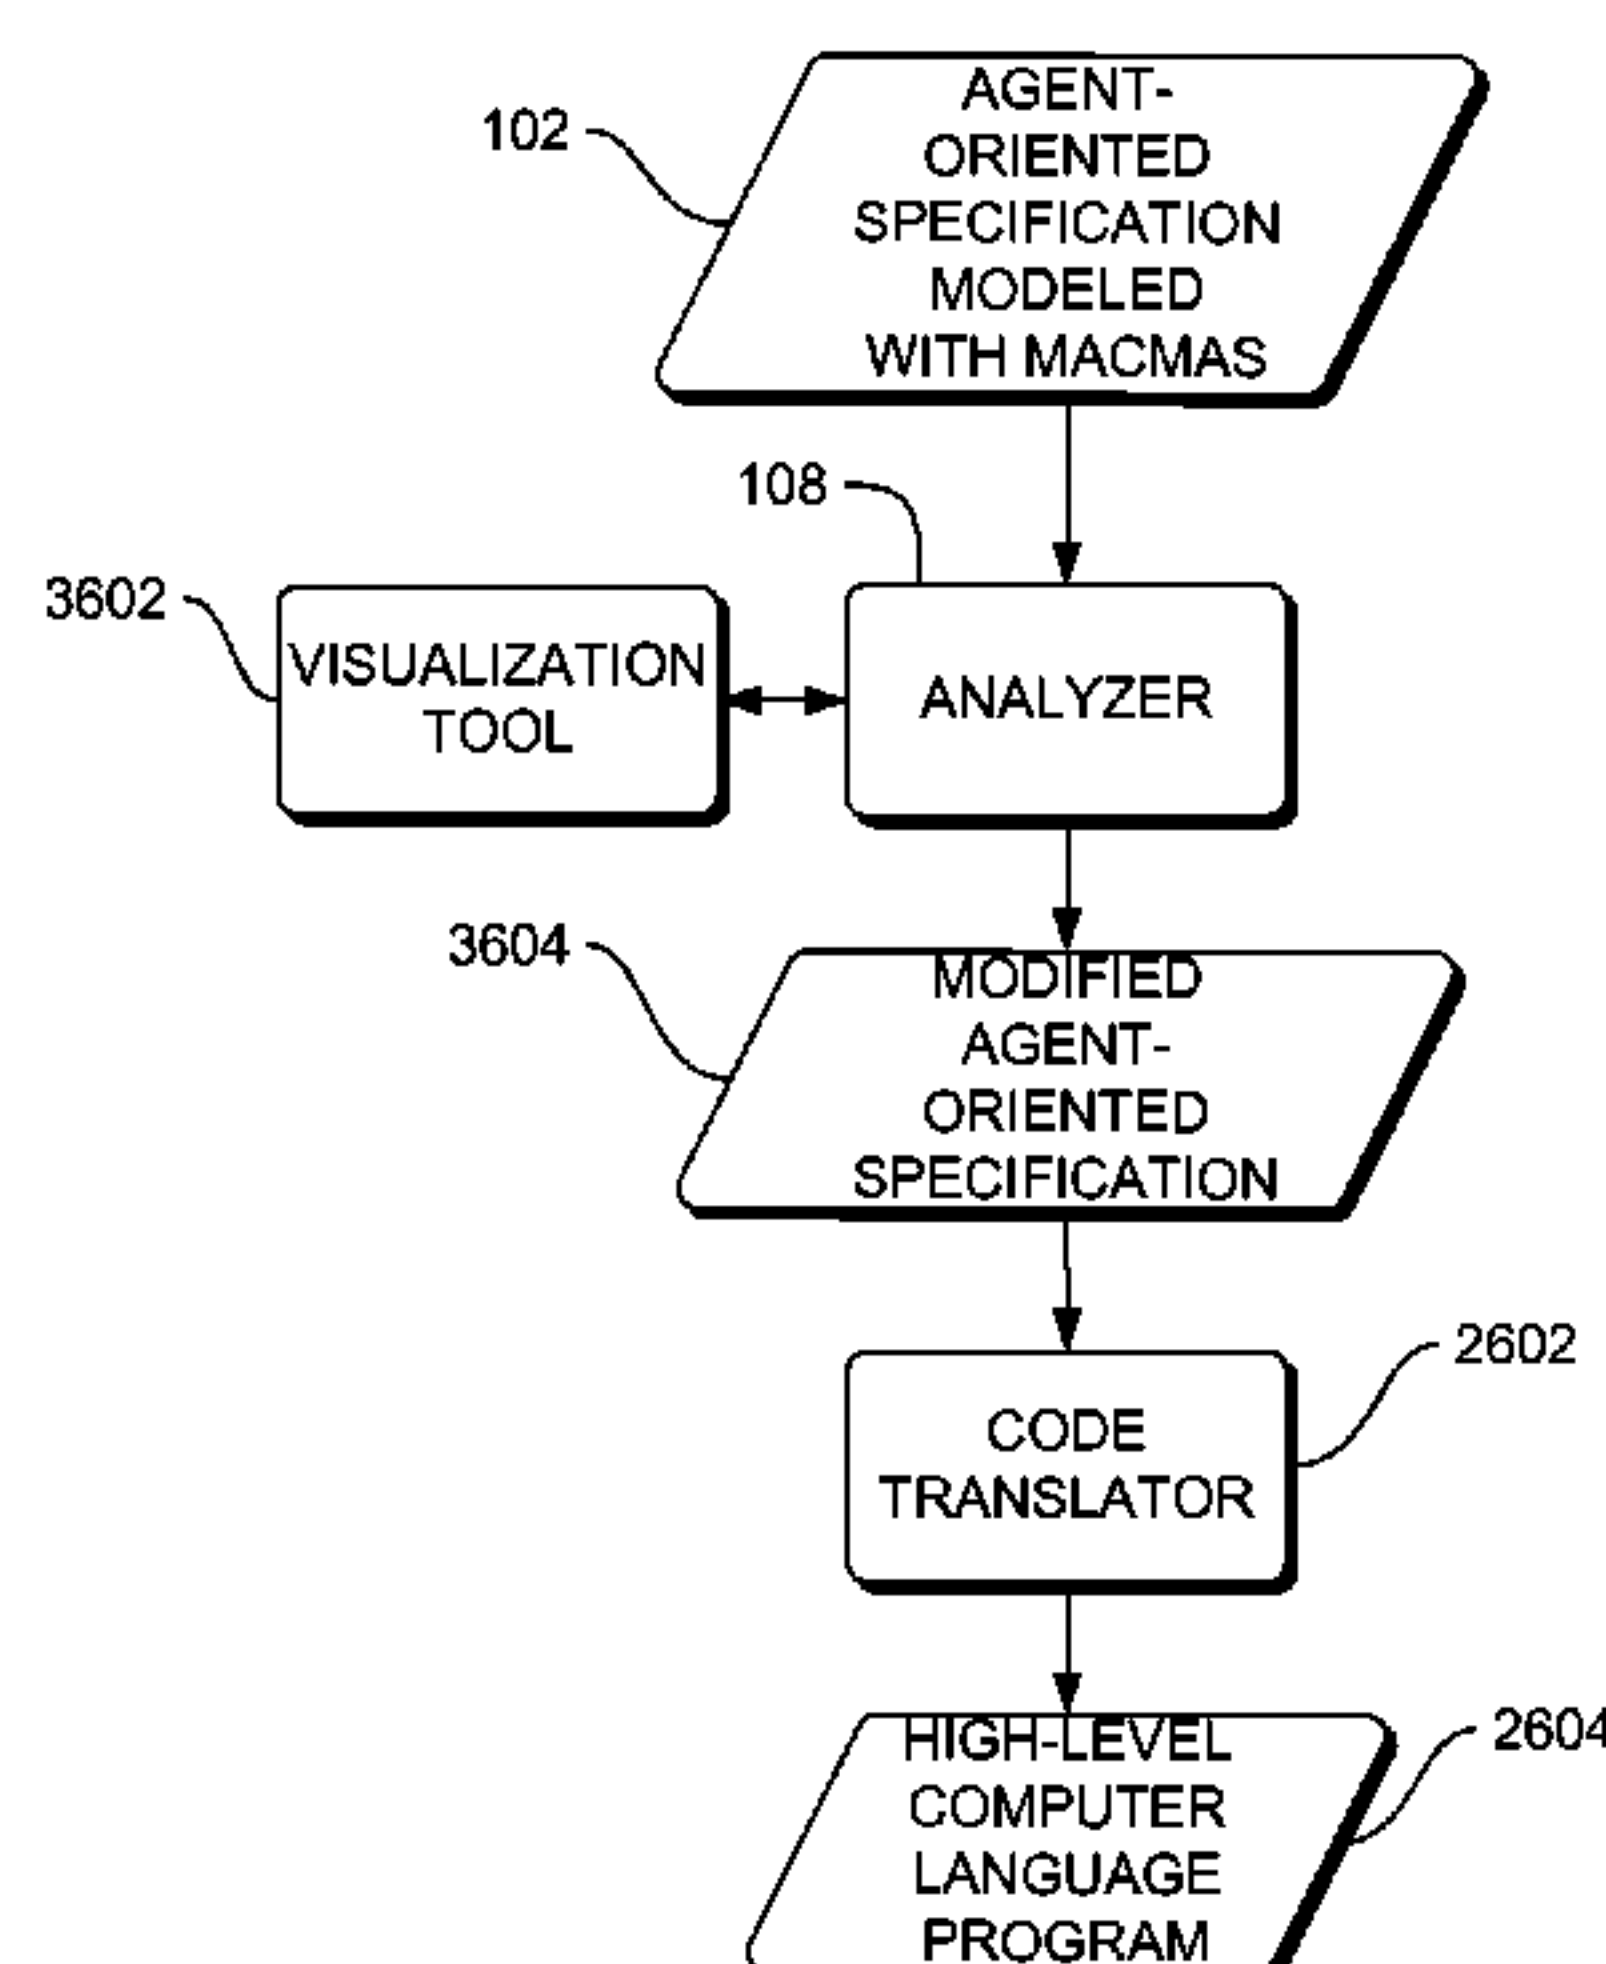 102
AGENT-
ORIENTED
SPECIFICATION
MODELED
WITH MACMAS
108
3602
VISUALIZATION
TOOL
ANALYZER
3604
MODIFIED
AGENT-
ORIENTED
SPECIFICATION
2602
CODE
TRANSLATOR
2604
HIGH-LEVEL
COMPUTER
LANGUAGE
PROGRAM